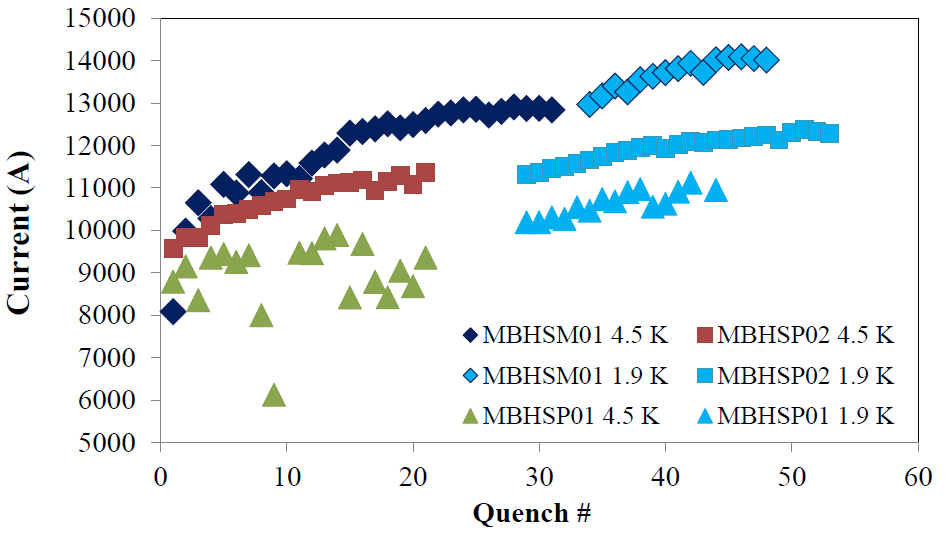 15000
14000
13000
12000
11000
10000
9000
8000
7000
6000
5000
Current (A)
MBHSM01 4.5 K
MBHSP02 4.5 K
MBHSM01 1.9 K
MBHSP02 1.9 K
MBHSP01 4.5 K
MBHSP01 1.9 K
0 10 20 30 40 50 60
Quench #